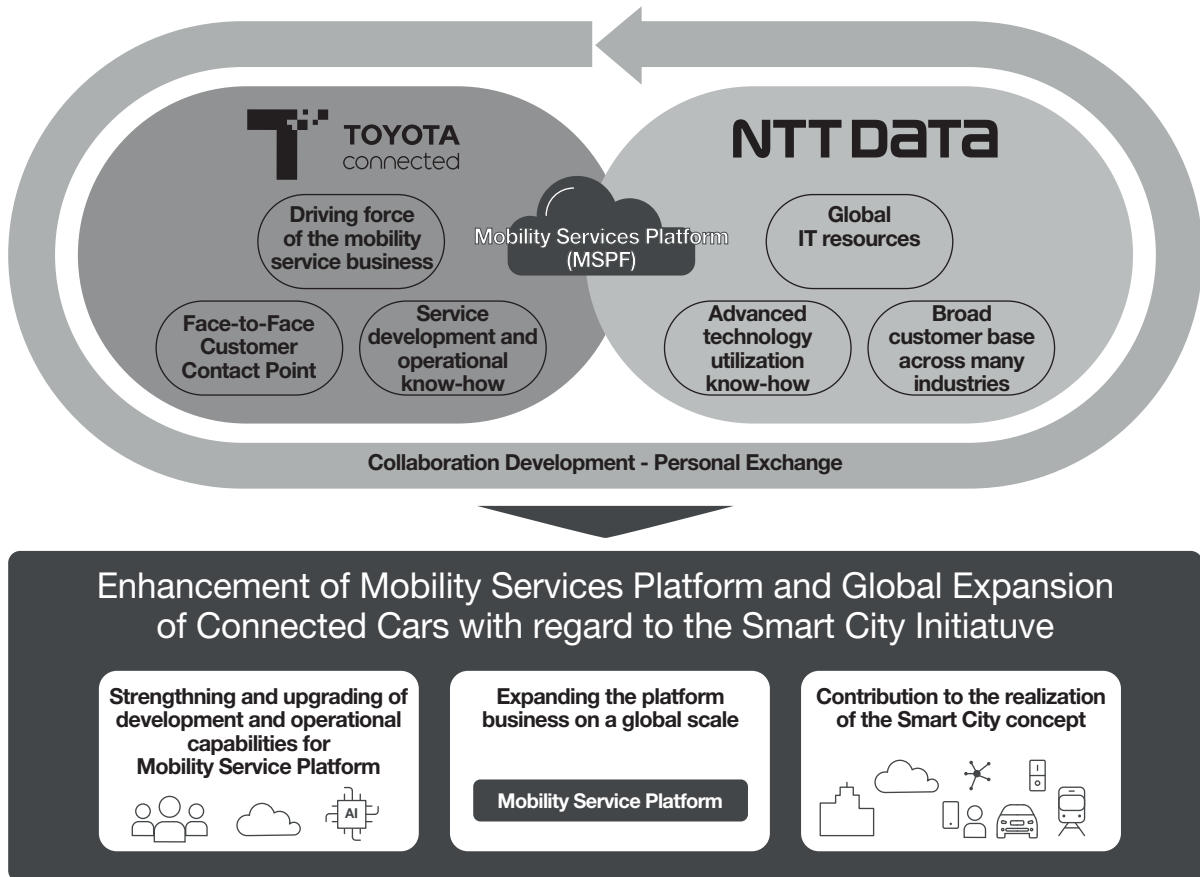 TOYOTA
connected
NTT DATA
Driving force
of the mobility
service business
Mobility Services Platform
(MSPF)
Global
IT resources
Face-to-Face
Customer
Contact Point
Service
development and
operational
know-how
Advanced
technology
utilization
know-how
Broad
customer base
across many
industries
Collaboration Development - Personal Exchange
Enhancement of Mobility Services Platform and Global Expansion
of Connected Cars with regard to the Smart City Initiatuve
Strengthning and upgrading of
development and operational
capabilities for
Mobility Service Platform
AI
Expanding the platform
business on a global scale
Mobility Service Platform
Contribution to the realization
of the Smart City concept